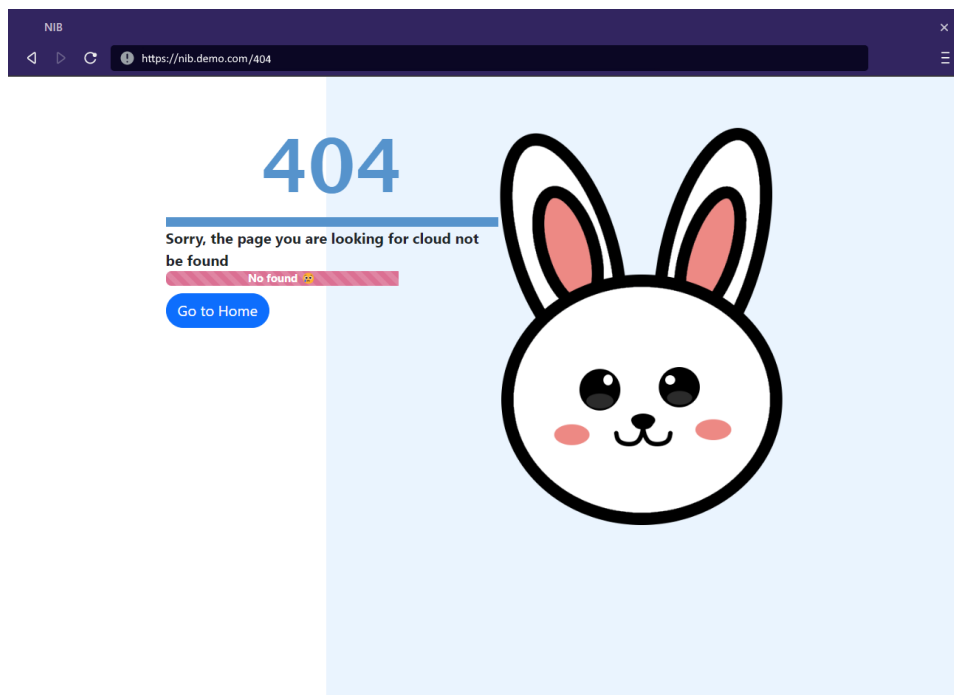 NIB
https://nib.demo.com/404
404
Sorry, the page you are looking for cloud not
be found
No found 😥
Go to Home